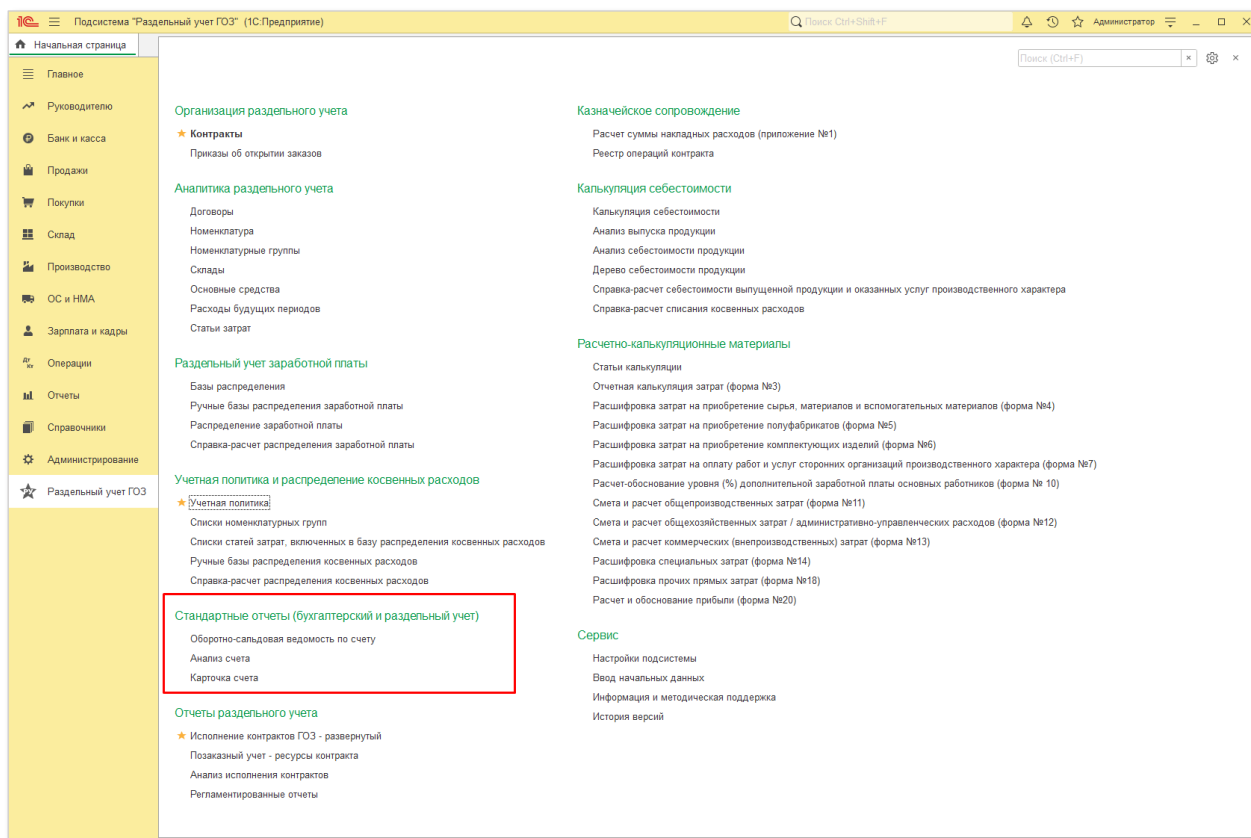 1С Подсистема "Раздельный учет ГОЗ" (1С:Предприятие) Поиск Ctrl+Shift+F Администратор
Начальная страница
Поиск (Ctrl+F)
Главное
Руководителю
Банк и касса
Продажи
Покупки
Склад
Производство
ОС и НМА
Зарплата и кадры
Операции
Отчеты
Справочники
Администрирование
Раздельный учет ГОЗ
Организация раздельного учета
Контракты
Приказы об открытии заказов
Аналитика раздельного учета
Договоры
Номенклатура
Номенклатурные группы
Склады
Основные средства
Расходы будущих периодов
Статьи затрат
Раздельный учет заработной платы
Базы распределения
Ручные базы распределения заработной платы
Распределение заработной платы
Справка-расчет распределения заработной платы
Учетная политика и распределение косвенных расходов
Учетная политика
Списки номенклатурных групп
Списки статей затрат, включенных в базу распределения косвенных расходов
Ручные базы распределения косвенных расходов
Справка-расчет распределения косвенных расходов
Стандартные отчеты (бухгалтерский и раздельный учет)
Оборотно-сальдовая ведомость по счету
Анализ счета
Карточка счета
Отчеты раздельного учета
Исполнение контрактов ГОЗ - развернутый
Позаказный учет - ресурсы контракта
Анализ исполнения контрактов
Регламентированные отчеты
Казначейское сопровождение
Расчет суммы накладных расходов (приложение №1)
Реестр операций контракта
Калькуляция себестоимости
Калькуляция себестоимости
Анализ выпуска продукции
Анализ себестоимости продукции
Дерево себестоимости продукции
Справка-расчет себестоимости выпущенной продукции и оказанных услуг производственного характера
Справка-расчет списания косвенных расходов
Расчетно-калькуляционные материалы
Статьи калькуляции
Отчетная калькуляция затрат (форма №3)
Расшифровка затрат на приобретение сырья, материалов и вспомогательных материалов (форма №4)
Расшифровка затрат на приобретение полуфабрикатов (форма №5)
Расшифровка затрат на приобретение комплектующих изделий (форма №6)
Расшифровка затрат на оплату работ и услуг сторонних организаций производственного характера (форма №7)
Расчет-обоснование уровня (%) дополнительной заработной платы основных работников (форма № 10)
Смета и расчет общепроизводственных затрат (форма №11)
Смета и расчет общехозяйственных затрат / административно-управленческих расходов (форма №12)
Смета и расчет коммерческих (внепроизводственных) затрат (форма №13)
Расшифровка специальных затрат (форма №14)
Расшифровка прочих прямых затрат (форма №18)
Расчет и обоснование прибыли (форма №20)
Сервис
Настройки подсистемы
Ввод начальных данных
Информация и методическая поддержка
История версий